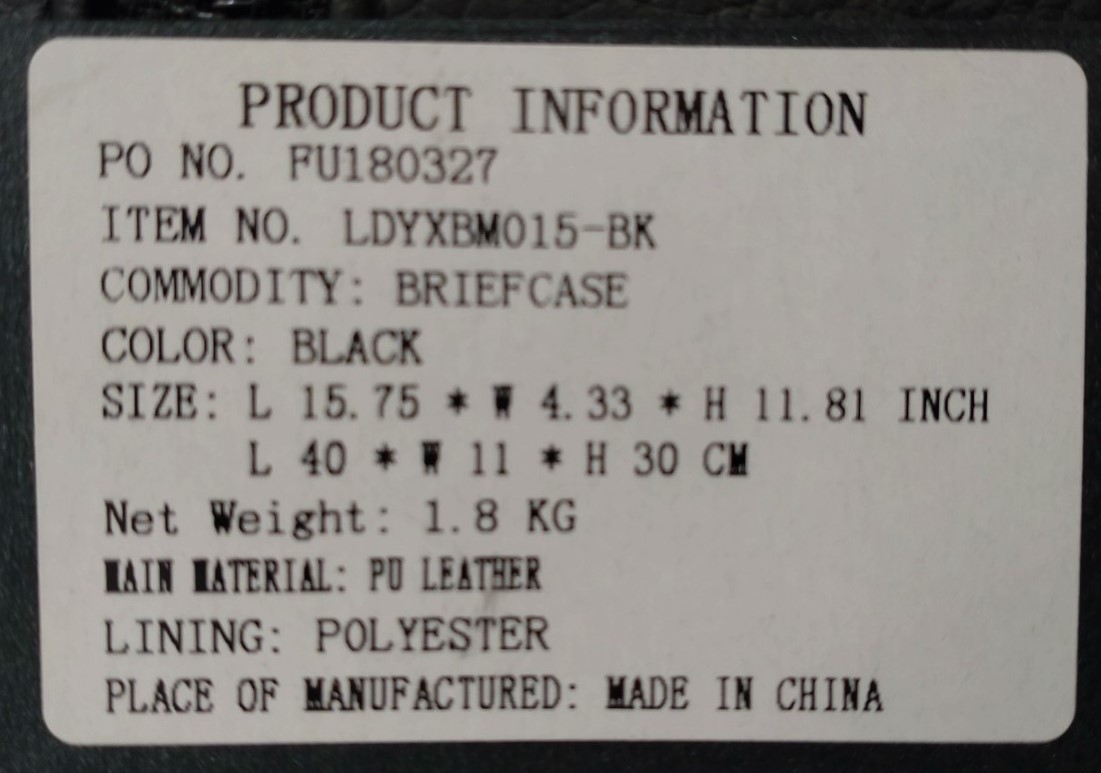 PRODUCT INFORMATION
PO NO. FU180327
ITEM NO. LDYXBM015-BK
COMMODITY: BRIEFCASE
COLOR: BLACK
SIZE: L 15.75 * W 4.33 * H 11.81 INCH
L 40 * W 11 * H 30 CM
Net Weight: 1.8 KG
MAIN MATERIAL: PU LEATHER
LINING: POLYESTER
PLACE OF MANUFACTURED: MADE IN CHINA